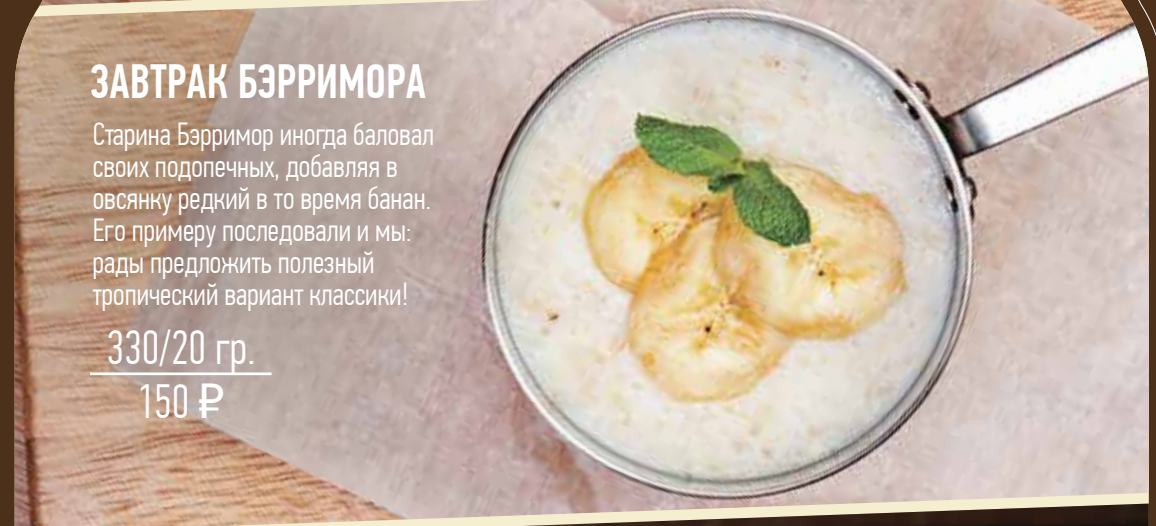 ЗАВТРАК БЭРРИМОРА
Старина Бэрримор иногда баловал
своих подопечных, добавляя в
овсянку редкий в то время банан.
Его примеру последовали и мы:
рады предложить полезный
тропический вариант классики!
330/20 гр.
150 ₽